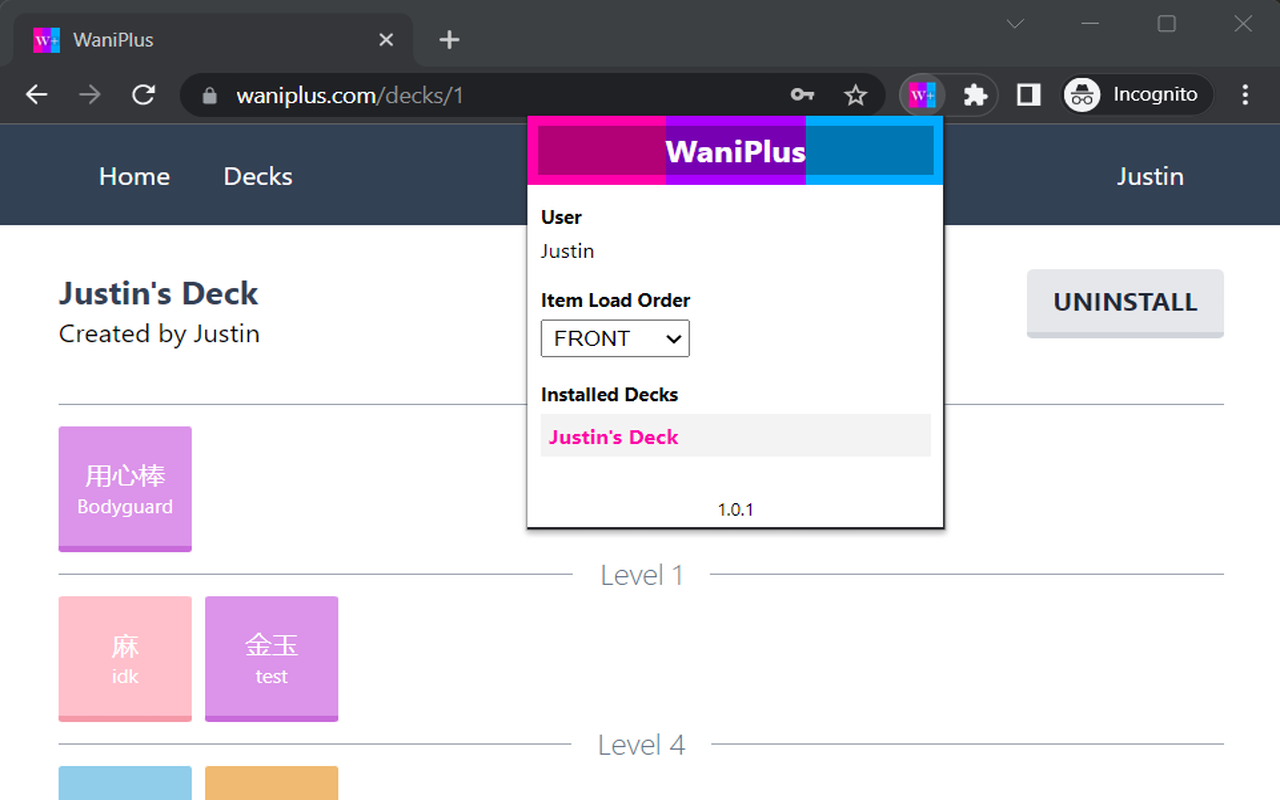 W+ WaniPlus
waniplus.com/decks/1
W+
Incognito
WaniPlus
Home
Decks
Justin
User
Justin
Item Load Order
FRONT
Installed Decks
Justin's Deck
1.0.1
Justin's Deck
Created by Justin
UNINSTALL
用心棒
Bodyguard
Level 1
麻
idk
金玉
test
Level 4